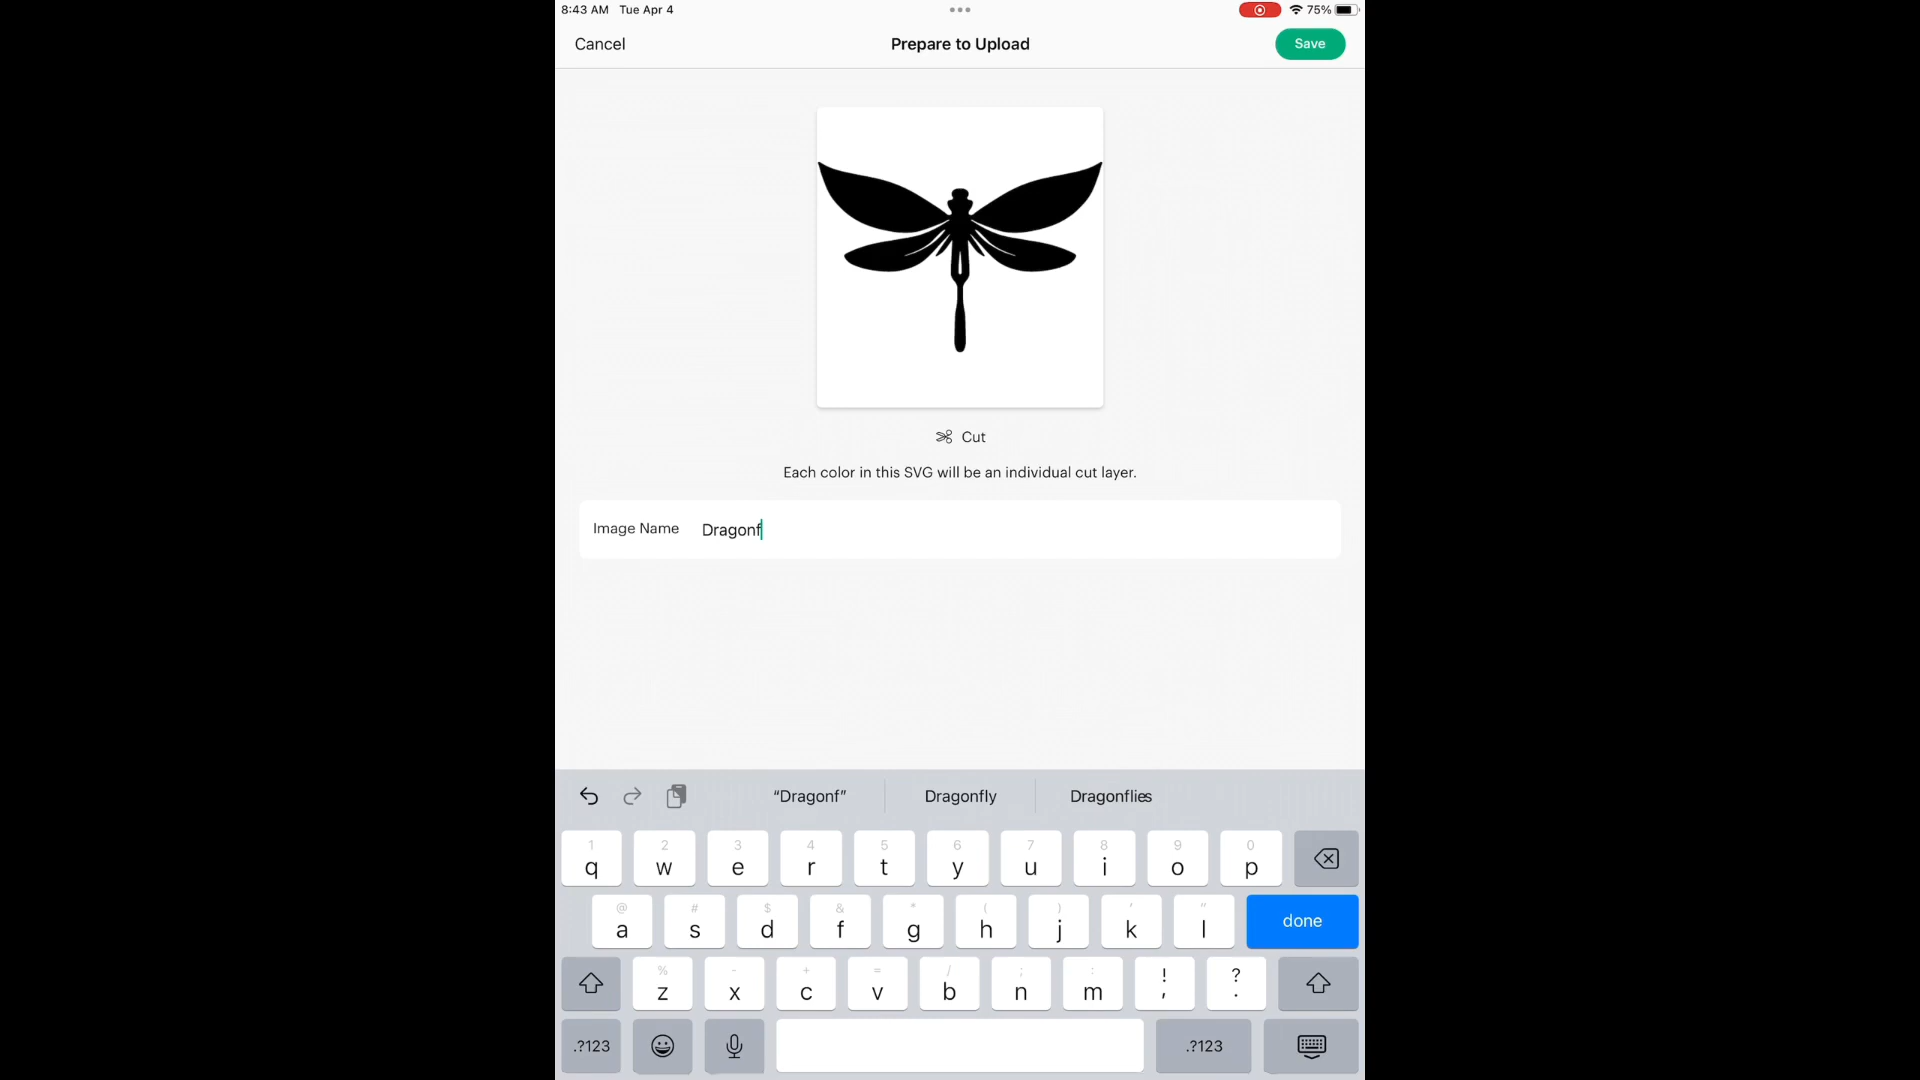 8:43 AM Tue Apr 4
75%
Cancel
Prepare to Upload
Save
Cut
Each color in this SVG will be an individual cut layer.
Image Name Dragonf
“Dragonf” Dragonfly Dragonflies
1 2 3 4 5 6 7 8 9 0
q w e r t y u i o p
@ # $ & * ( ) ‘ “
a s d f g h j k l done
% - + = / ; : ! ?
z x c v b n m , .
.?123 .?123